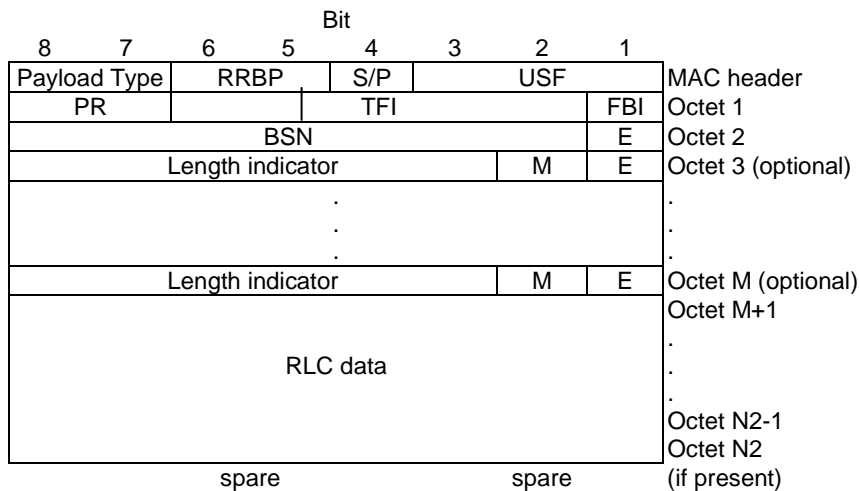 Bit
8 7 6 5 4 3 2 1
Payload Type RRBP S/P USF MAC header
PR TFI FBI Octet 1
BSN E Octet 2
Length indicator M E Octet 3 (optional)
. .
. .
. .
Length indicator M E Octet M (optional)
Octet M+1
.
RLC data .
.
Octet N2-1
Octet N2
spare spare (if present)